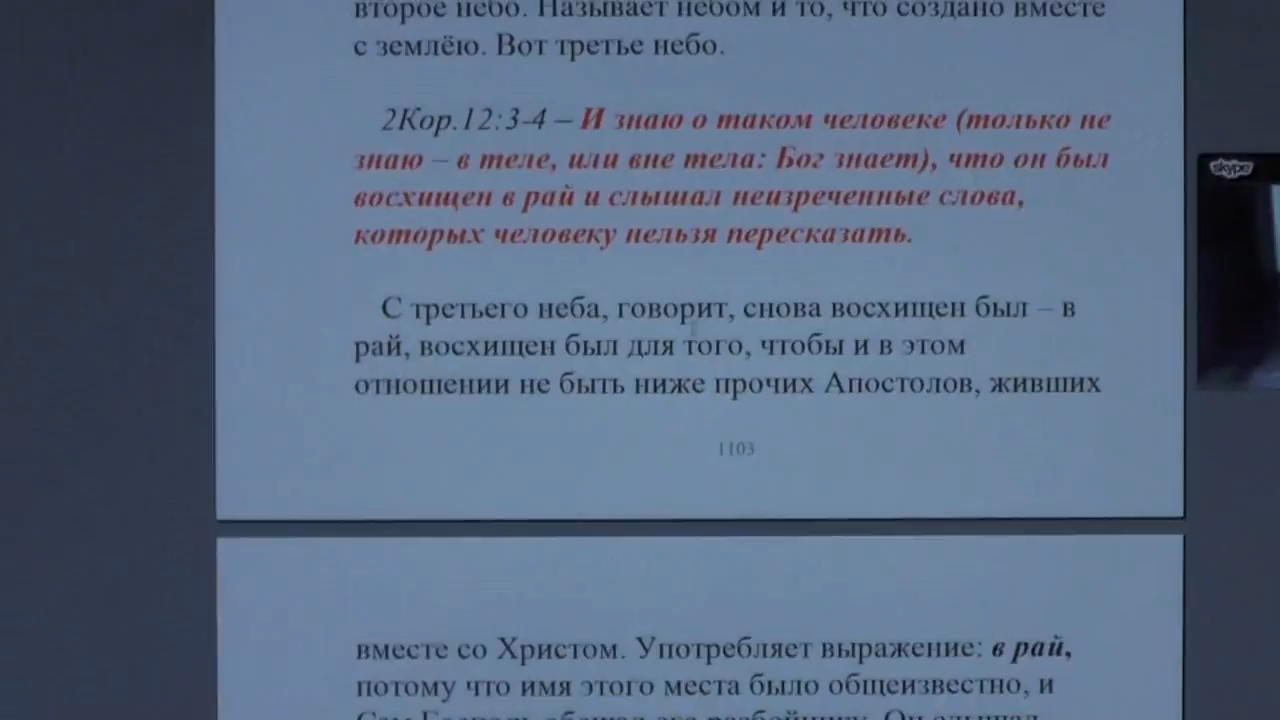 второе небо. Называет небом и то, что создано вместе
с землёю. Вот третье небо.
2Кор.12:3-4 – И знаю о таком человеке (только не
знаю – в теле, или вне тела: Бог знает), что он был
восхищен в рай и слышал неизреченные слова,
которых человеку нельзя пересказать.
С третьего неба, говорит, снова восхищен был – в
рай, восхищен был для того, чтобы и в этом
отношении не быть ниже прочих Апостолов, живших
1103
skype
вместе со Христом. Употребляет выражение: в рай,
потому что имя этого места было общеизвестно, и